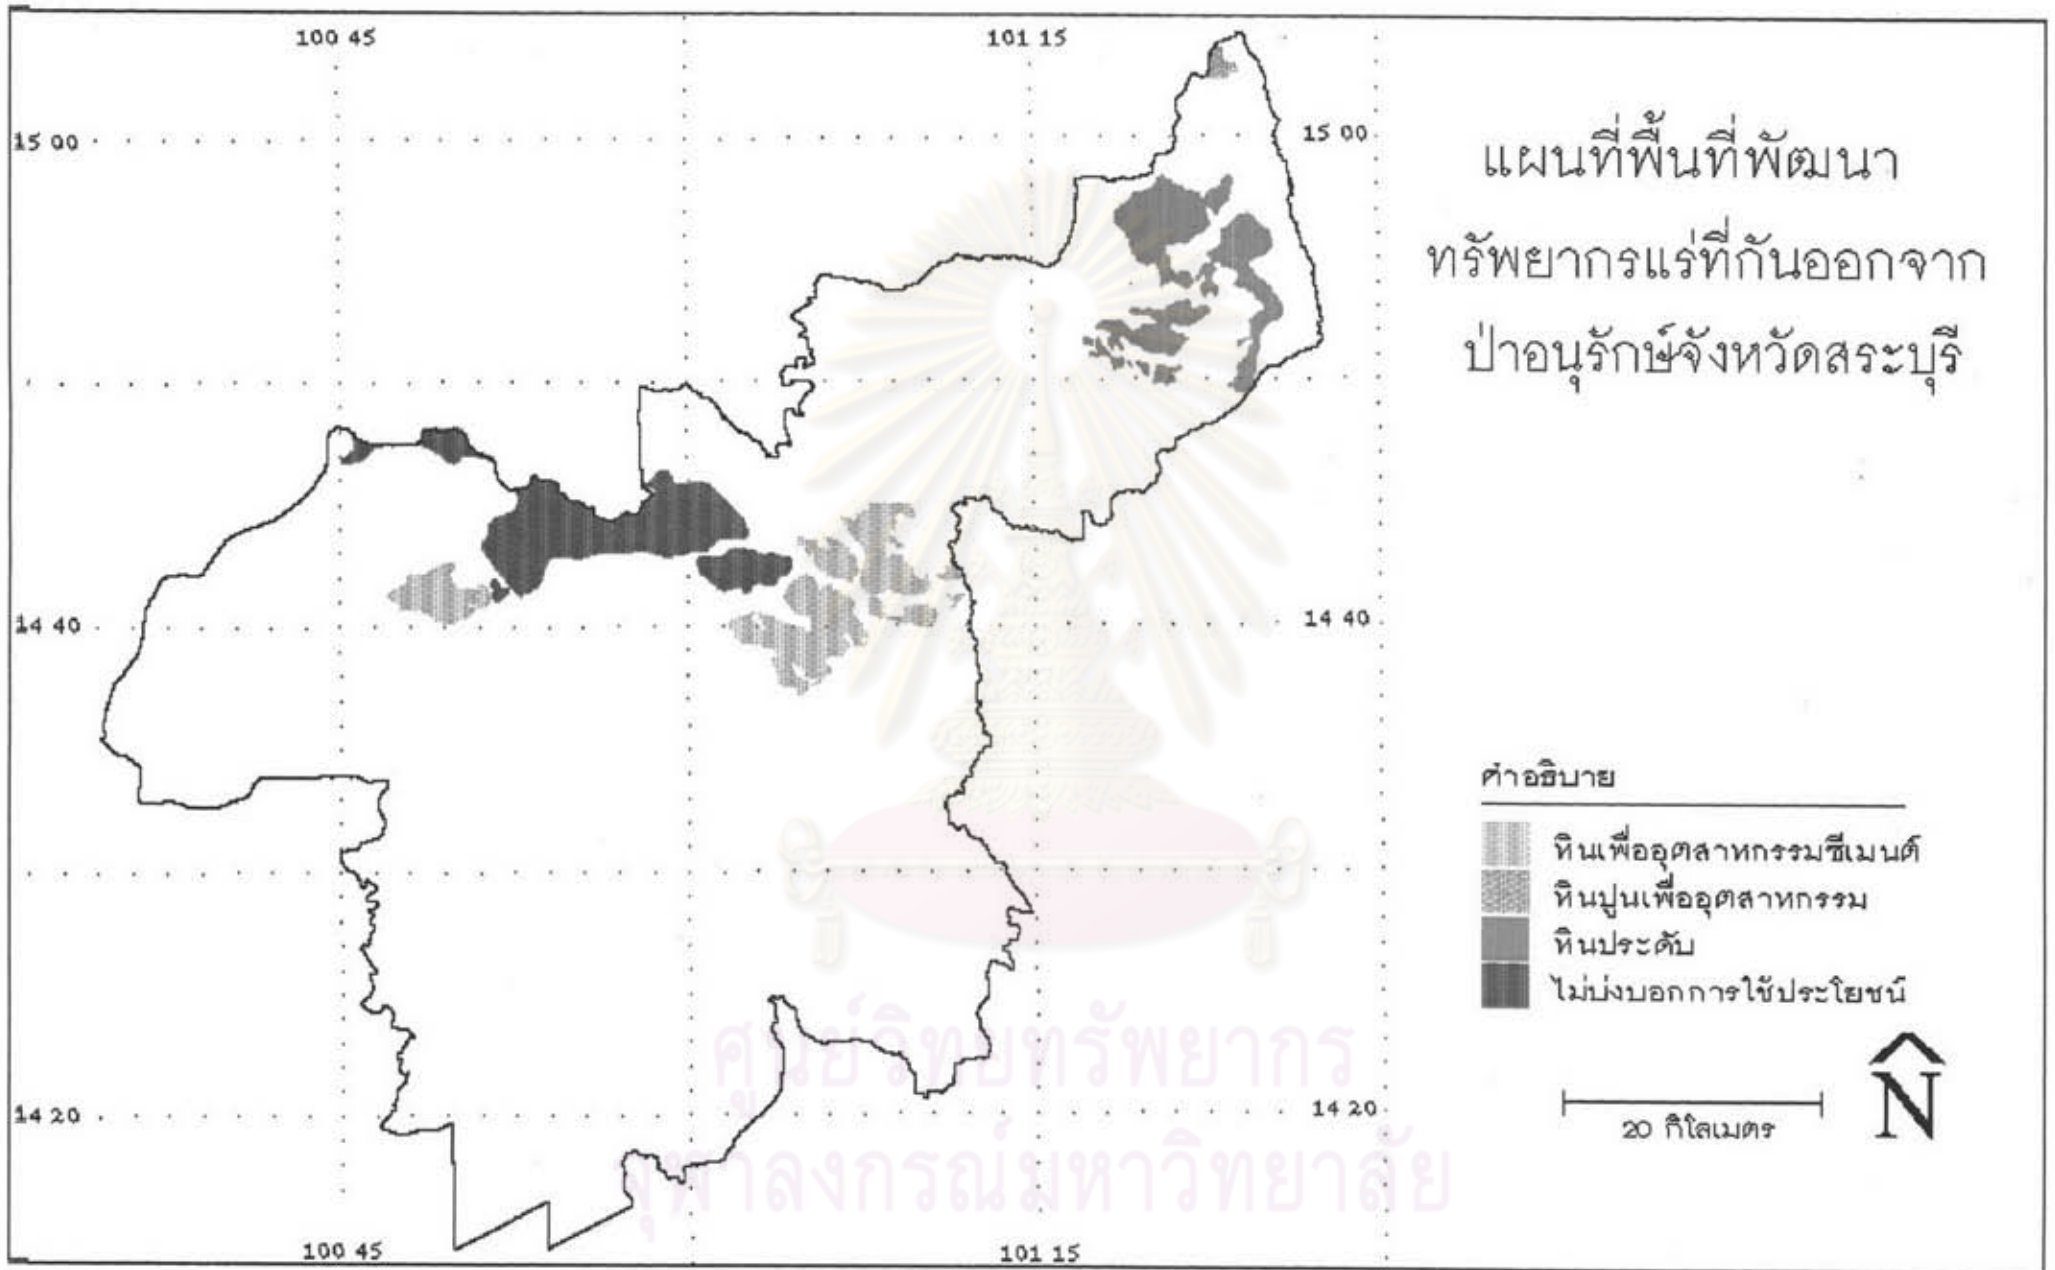 100 45
101 15
15 00
15 00
แผนที่พื้นที่พัฒนา
ทรัพยากรแร่ที่กันออกจาก
ป่าอนุรักษ์จังหวัดสระบุรี
14 40
14 40
คำอธิบาย
หินเพื่ออุตสาหกรรมซีเมนต์
หินปูนเพื่ออุตสาหกรรม
หินประดับ
ไม่บ่งบอกการใช้ประโยชน์
N
20 กิโลเมตร
14 20
14 20
ศูนย์วิทยทรัพยากร
จุฬาลงกรณ์มหาวิทยาลัย
100 45
101 15